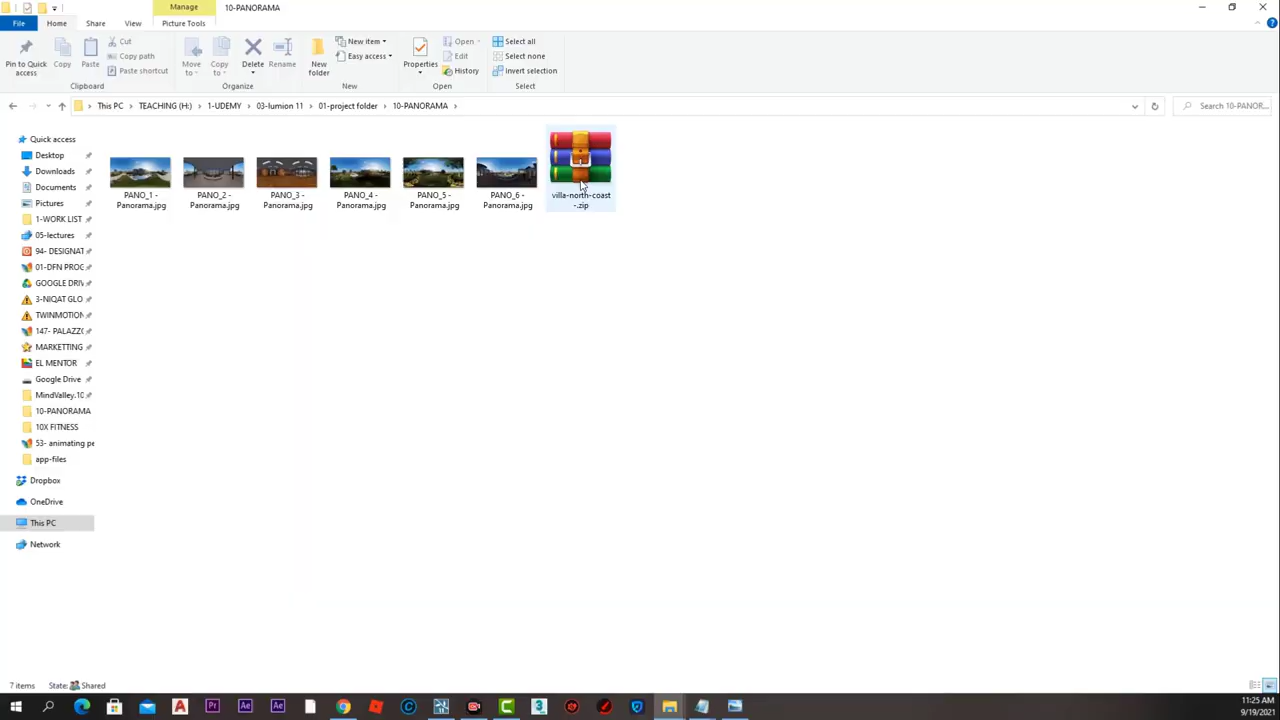 Manage
10-PANORAMA
File
Home
Share
View
Picture Tools
Pin to Quick
access
Copy
Paste
Cut
Copy path
Paste shortcut
Clipboard
Move
to
Copy
to
Delete
Rename
Organize
New
folder
New item
Easy access
New
Properties
Open
Edit
History
Open
Select all
Select none
Invert selection
Select
This PC
TEACHING (H:)
1-UDEMY
03-lumion 11
01-project folder
10-PANORAMA
Search 10-PANOR...
Quick access
Desktop
Downloads
Documents
Pictures
1-WORK LIST
05-lectures
94- DESIGNAT
01-DFN PROG
GOOGLE DRIV
3-NIQAT GLO
TWINMOTION
147- PALAZZO
MARKETTING
EL MENTOR
Google Drive
MindValley.10
10-PANORAMA
10X FITNESS
53- animating pe
app-files
Dropbox
OneDrive
This PC
Network
PANO_1 -
Panorama.jpg
PANO_2 -
Panorama.jpg
PANO_3 -
Panorama.jpg
PANO_4 -
Panorama.jpg
PANO_5 -
Panorama.jpg
PANO_6 -
Panorama.jpg
villa-north-coast
-.zip
7 items
State:
Shared
11:25 AM
9/19/2021